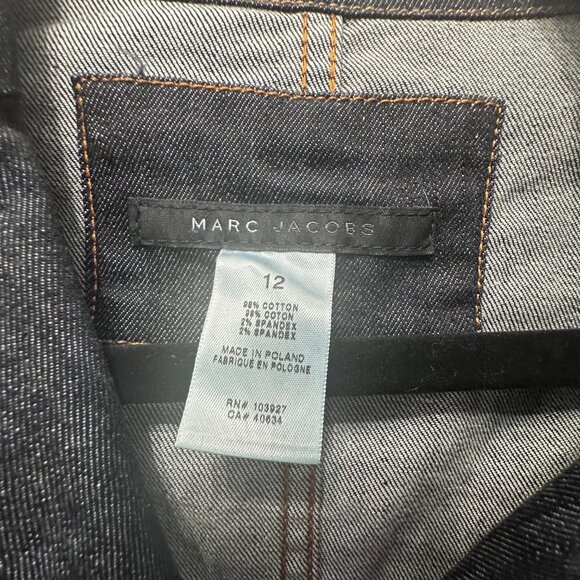 MARC JACOBS
12
98% COTTON
98% COTON
2% SPANDEX
2% SPANDEX
MADE IN POLAND
FABRIQUÉ EN POLOGNE
RN# 103927
CA# 40634